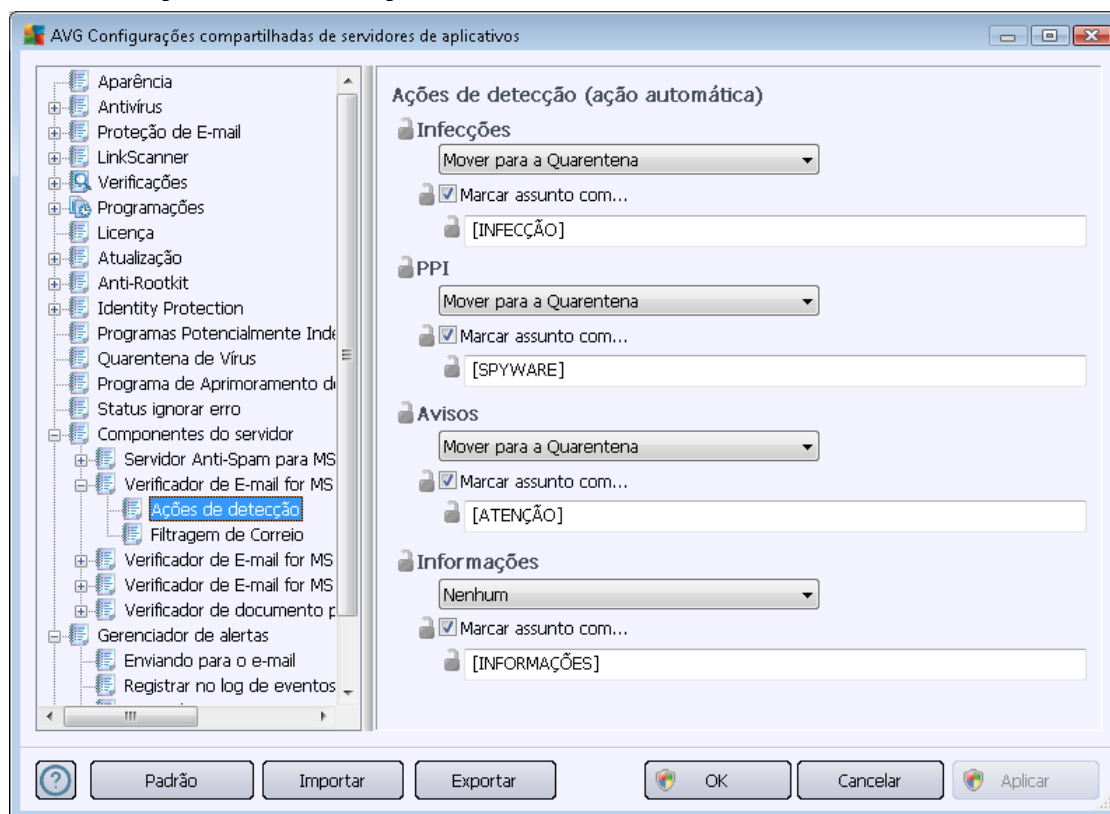 AVG Configurações compartilhadas de servidores de aplicativos
Aparência
Antivírus
Proteção de E-mail
LinkScanner
Verificações
Programações
Licença
Atualização
Anti-Rootkit
Identity Protection
Programas Potencialmente Inde
Quarentena de Vírus
Programa de Aprimoramento d
Status ignorar erro
Componentes do servidor
Servidor Anti-Spam para MS
Verificador de E-mail for MS
Ações de detecção
Filtragem de Correio
Verificador de E-mail for MS
Verificador de E-mail for MS
Verificador de documento p
Gerenciador de alertas
Enviando para o e-mail
Registrar no log de eventos
Ações de detecção (ação automática)
Infecções
Mover para a Quarentena
Marcar assunto com...
[INFECÇÃO]
PPI
Mover para a Quarentena
Marcar assunto com...
[SPYWARE]
Avisos
Mover para a Quarentena
Marcar assunto com...
[ATENÇÃO]
Informações
Nenhum
Marcar assunto com...
[INFORMAÇÕES]
Padrão
Importar
Exportar
OK
Cancelar
Aplicar